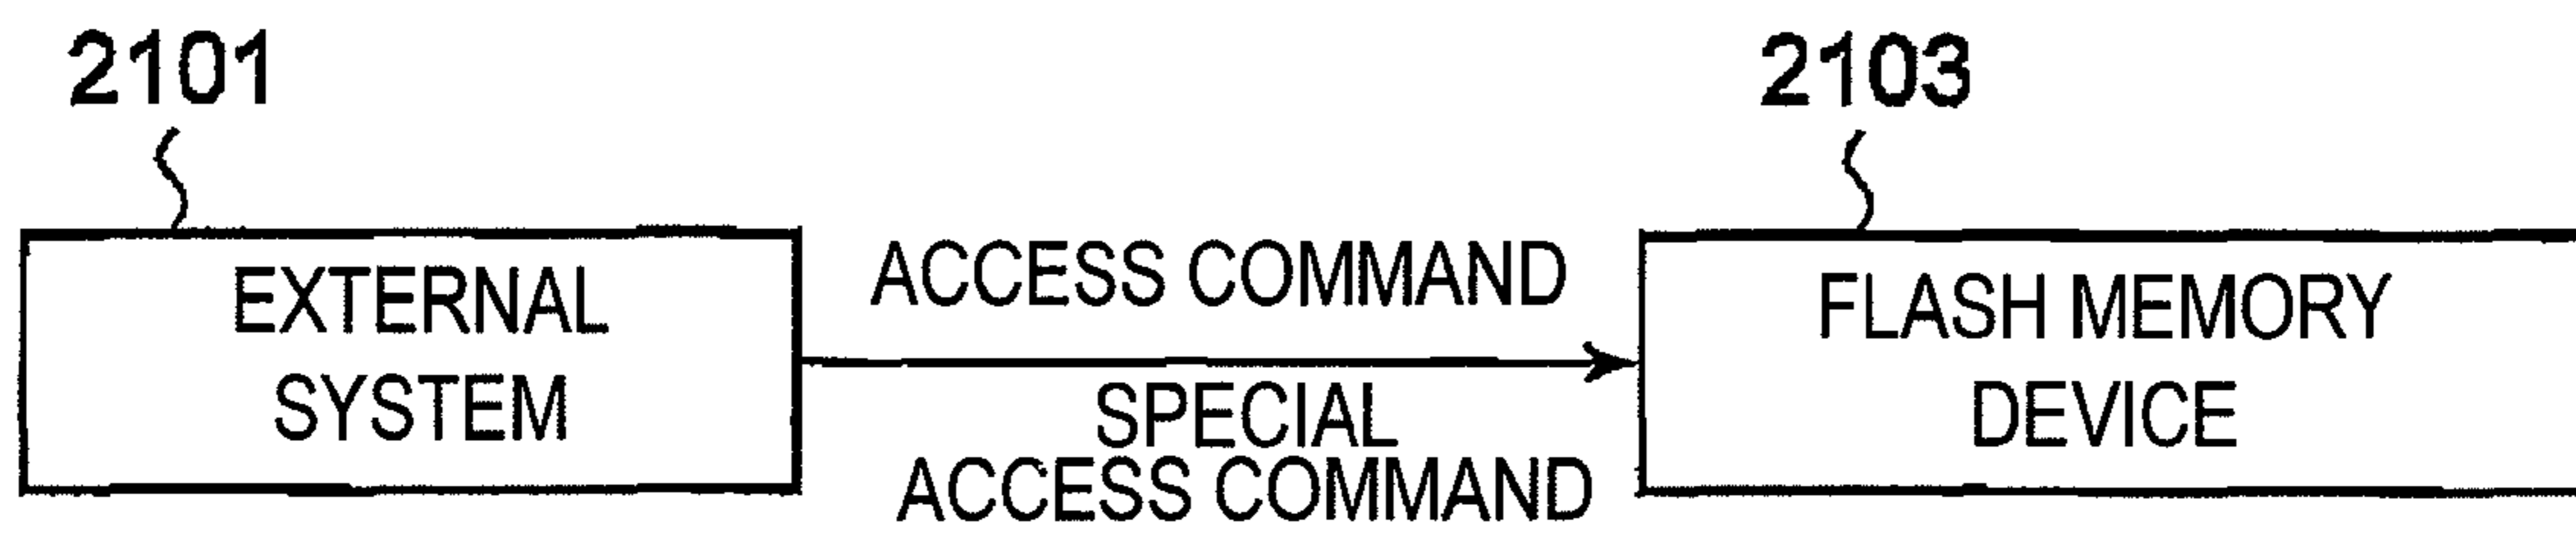 2101
2103
EXTERNAL
SYSTEM
ACCESS COMMAND
SPECIAL
ACCESS COMMAND
FLASH MEMORY
DEVICE